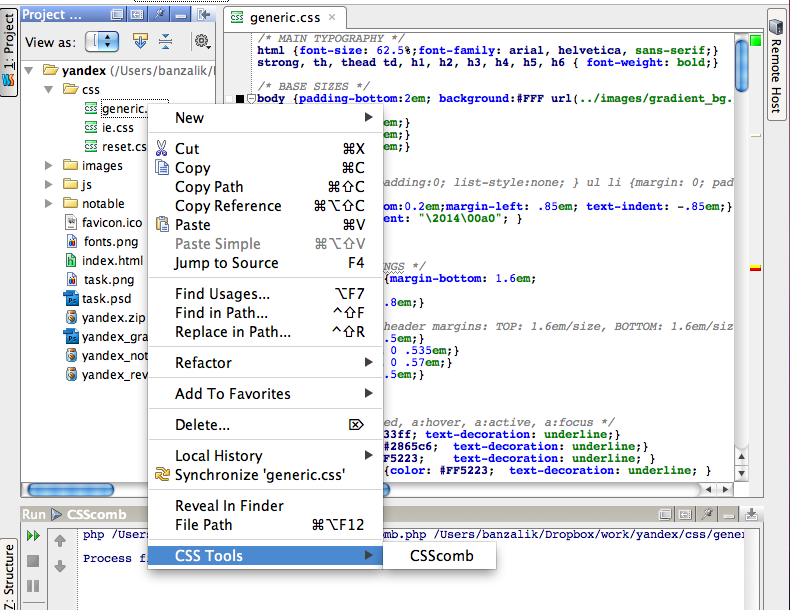 Project ...
View as:
1: Project
yandex (/Users/banzalik/
css
generic.
ie.css
reset.cs
images
js
notable
favicon.ico
fonts.png
index.html
task.png
task.psd
yandex.zip
yandex_gra
yandex_not
yandex_rev
generic.css
/* MAIN TYPOGRAPHY */
html {font-size: 62.5%;font-family: arial, helvetica, sans-serif;}
strong, th, thead td, h1, h2, h3, h4, h5, h6 { font-weight: bold;}
/* BASE SIZES */
body {padding-bottom:2em; background:#FFF url(../images/gradient_bg.
em;}
em;}
em;}
adding:0; list-style:none; } ul li {margin: 0; pad
om:0.2em;margin-left: .85em; text-indent: -.85em;}
ent: "\2014\00a0"; }
NGS */
{margin-bottom: 1.6em;
.8em;}
header margins: TOP: 1.6em/size, BOTTOM: 1.6em/siz
.5em;}
0 .535em;}
0 .57em;}
.5em;}
ed, a:hover, a:active, a:focus */
33ff; text-decoration: underline;}
#2865c6; text-decoration: underline;}
F5223; text-decoration: underline; }
{color: #FF5223; text-decoration: underline; }
Remote Host
New
Cut ⌘X
Copy ⌘C
Copy Path ⌘⇧C
Copy Reference ⌘⌥⇧C
Paste ⌘V
Paste Simple ⌘⌥⇧V
Jump to Source F4
Find Usages... ⌥F7
Find in Path... ^⇧F
Replace in Path... ^⇧R
Refactor
Add To Favorites
Delete... ⌦
Local History
Synchronize 'generic.css'
Reveal In Finder
File Path ⌘⌥F12
CSS Tools
CSScomb
Run CSScomb
php /Users/banzalik/
omb.php /Users/banzalik/Dropbox/work/yandex/css/gener
Process f
Z: Structure